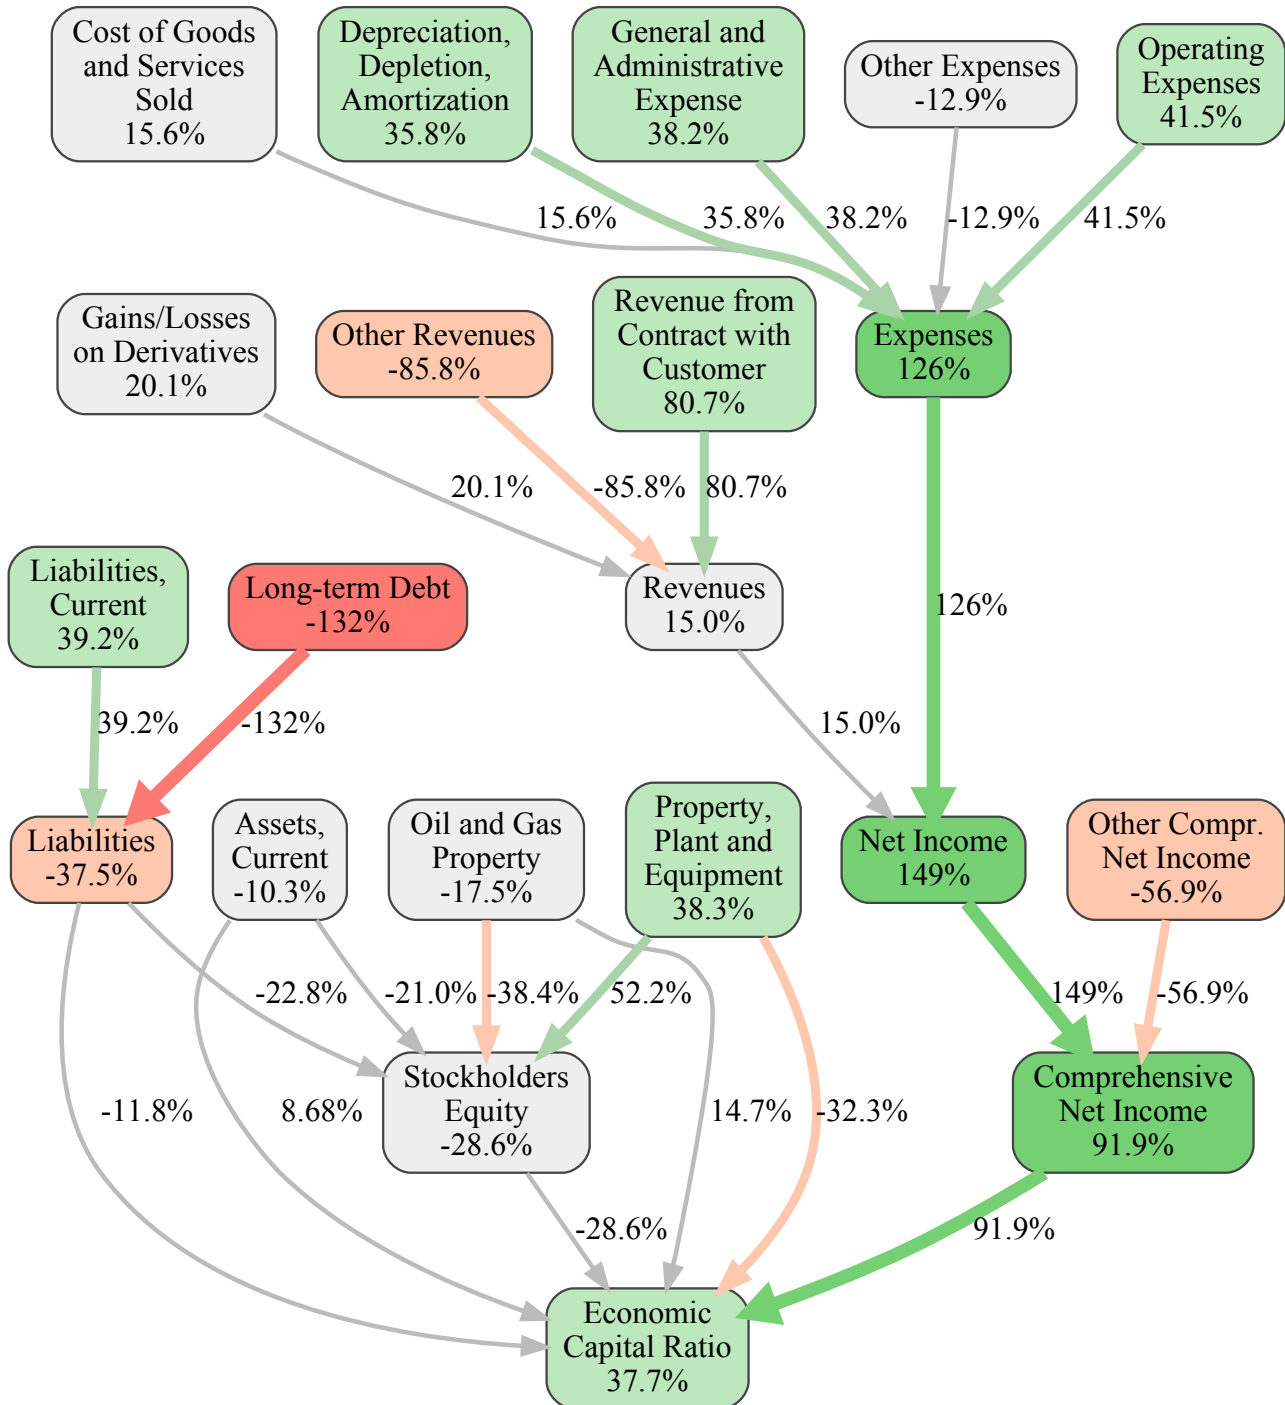 Cost of Goods
and Services
Sold
15.6%
Depreciation,
Depletion,
Amortization
35.8%
General and
Administrative
Expense
38.2%
Other Expenses
-12.9%
Operating
Expenses
41.5%
15.6%
35.8%
38.2%
-12.9%
41.5%
Gains/Losses
on Derivatives
20.1%
Other Revenues
-85.8%
Revenue from
Contract with
Customer
80.7%
Expenses
126%
20.1%
-85.8%
80.7%
Liabilities,
Current
39.2%
Long-term Debt
-132%
Revenues
15.0%
126%
39.2%
-132%
15.0%
Liabilities
-37.5%
Assets,
Current
-10.3%
Oil and Gas
Property
-17.5%
Property,
Plant and
Equipment
38.3%
Net Income
149%
Other Compr.
Net Income
-56.9%
-22.8%
-21.0%
-38.4%
52.2%
149%
-56.9%
Stockholders
Equity
-28.6%
Comprehensive
Net Income
91.9%
-11.8%
8.68%
14.7%
-32.3%
-28.6%
91.9%
Economic
Capital Ratio
37.7%